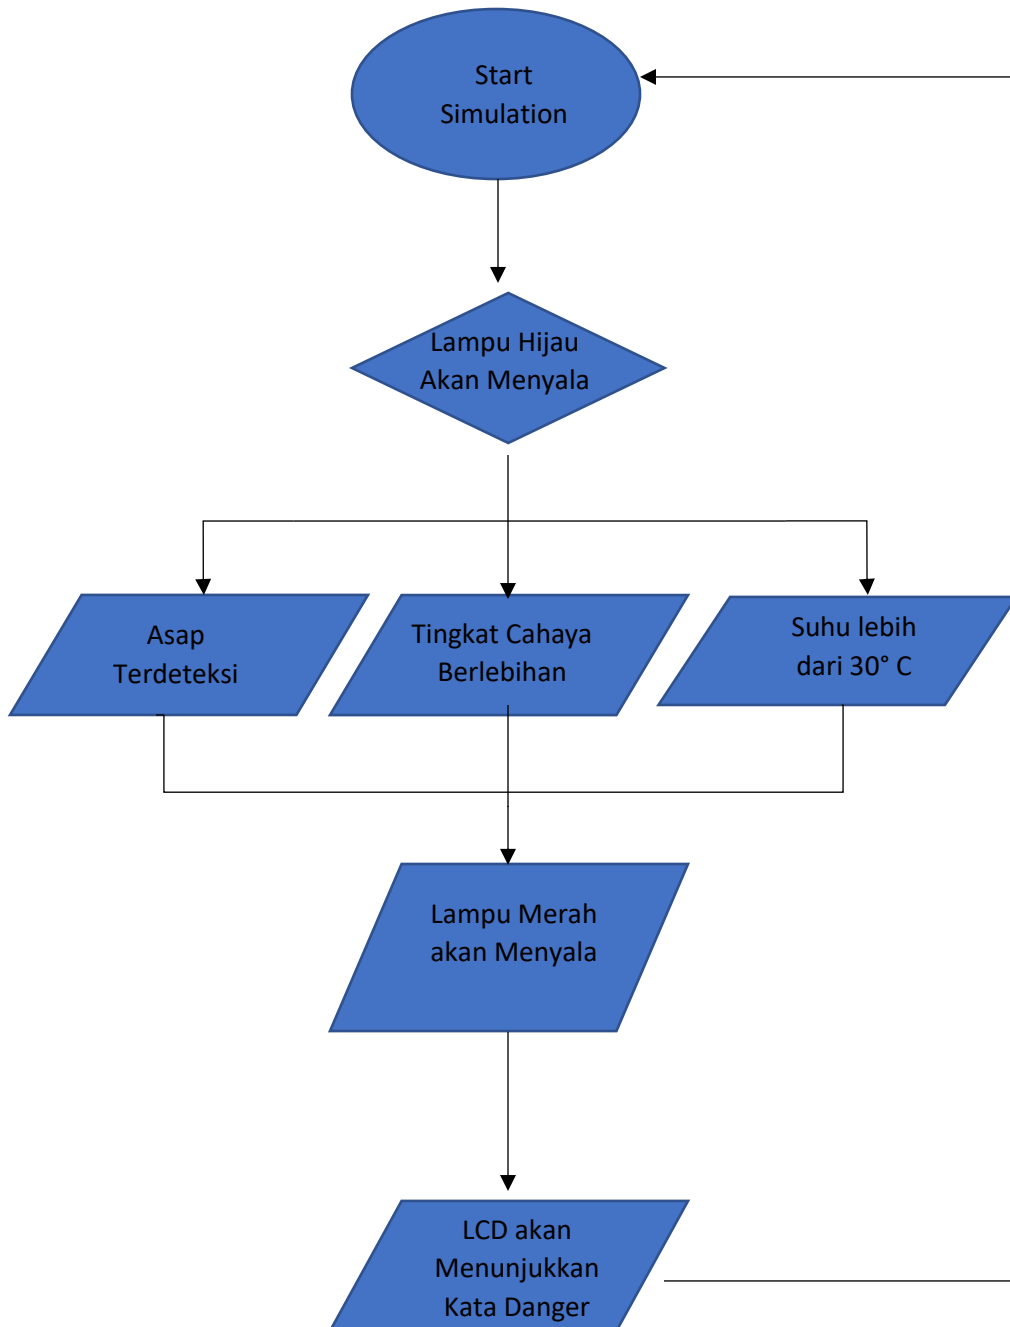 Start
Simulation
Lampu Hijau
Akan Menyala
Asap
Terdeteksi
Tingkat Cahaya
Berlebihan
Suhu lebih
dari 30° C
Lampu Merah
akan Menyala
LCD akan
Menunjukkan
Kata Danger